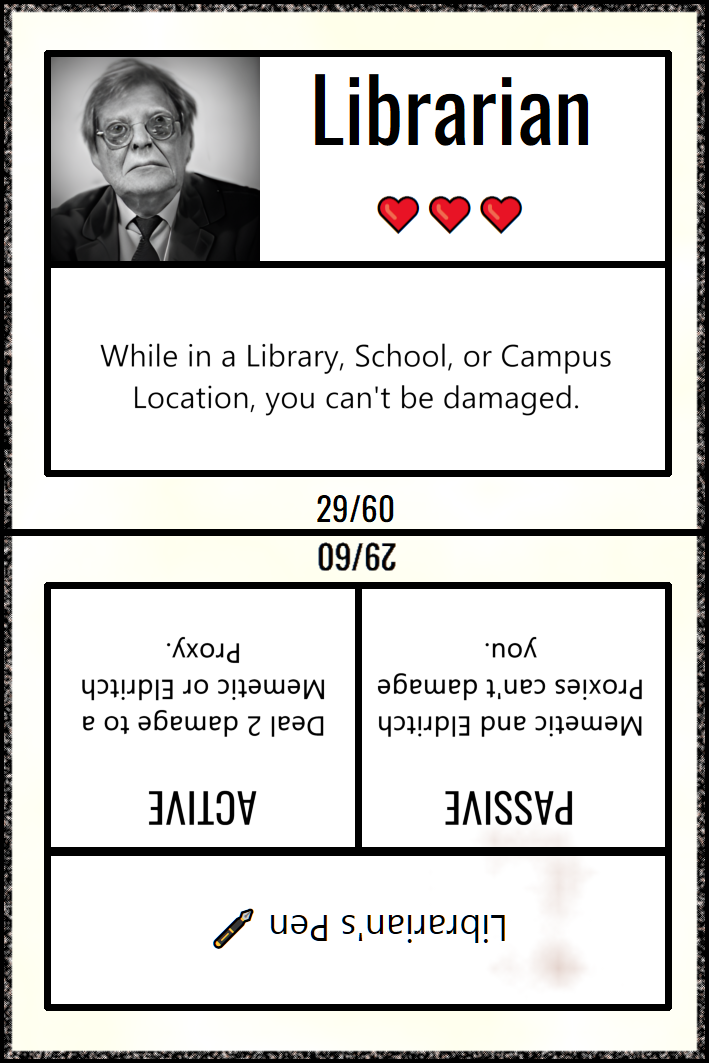 Librarian
While in a Library, School, or Campus
Location, you can't be damaged.
29/60
29/60
Librarian's Pen
PASSIVE
Memetic and Eldritch
Proxies can't damage
you.
ACTIVE
Deal 2 damage to a
Memetic or Eldritch
Proxy.